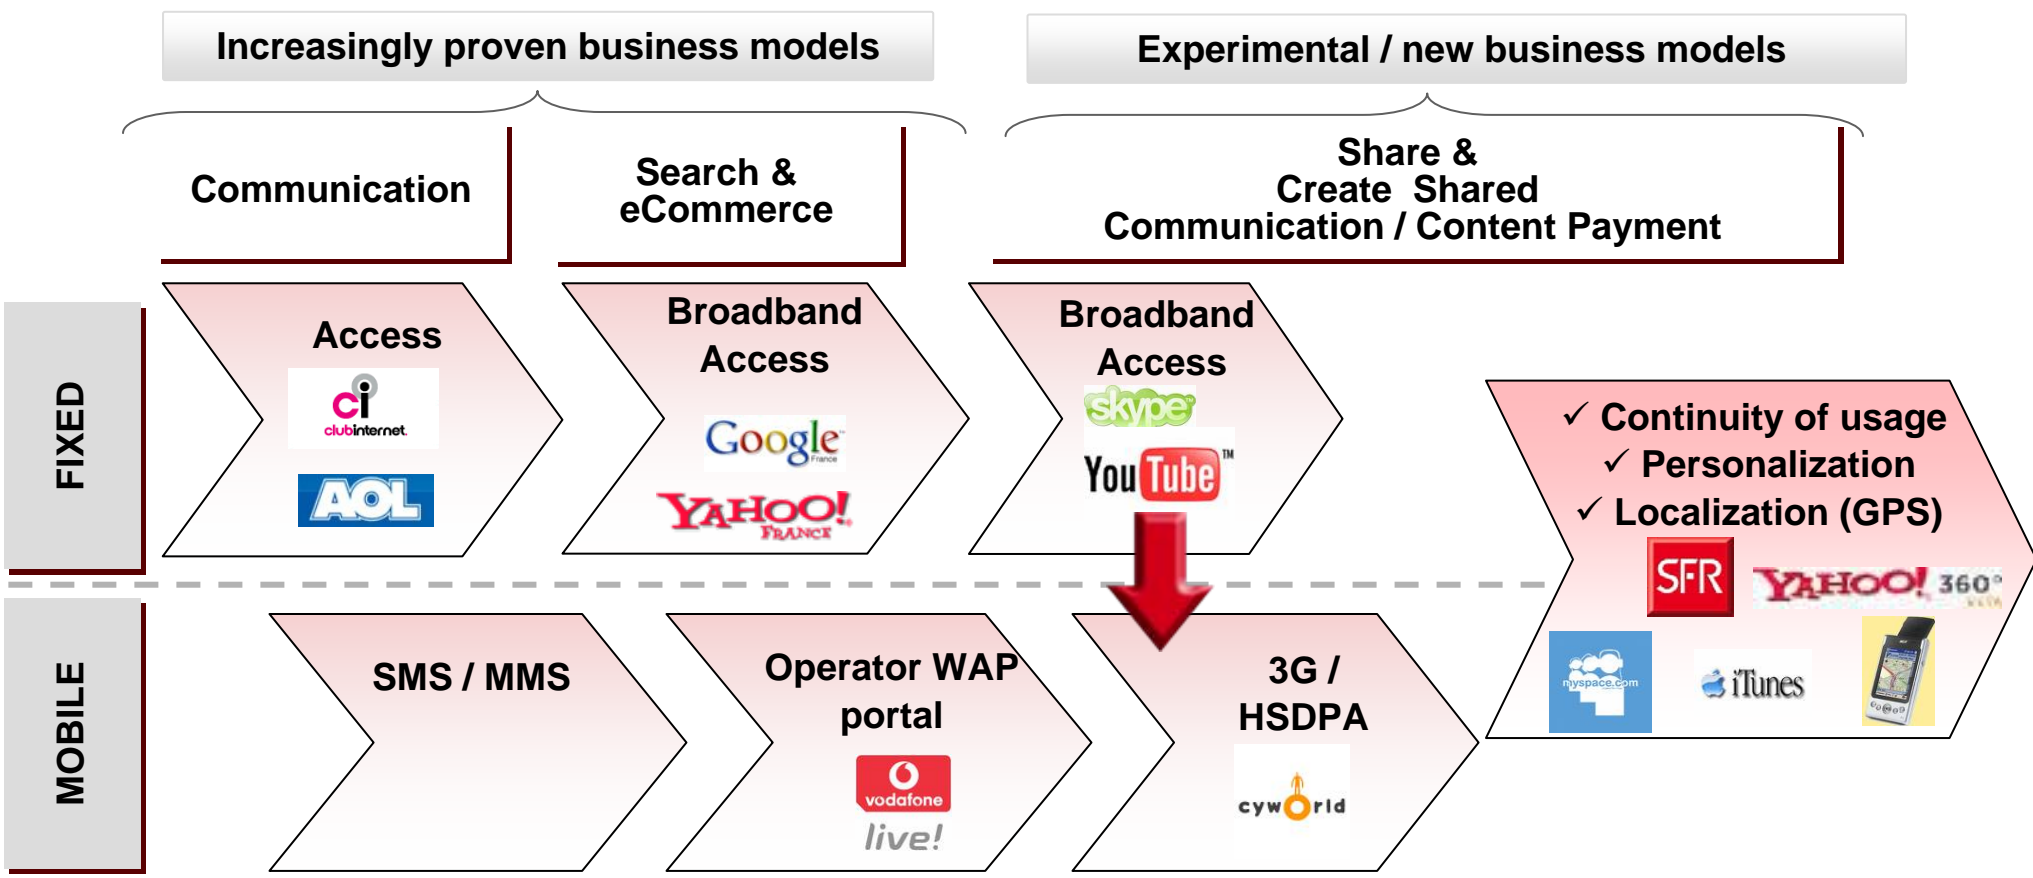 Increasingly proven business models
Experimental / new business models
Communication
Search &
eCommerce
Share &
Create Shared
Communication / Content Payment
FIXED
Access
ci
clubinternet.
AOL
Broadband
Access
Google™
France
YAHOO!
FRANCE
Broadband
Access
skype
YouTube™
✓ Continuity of usage
✓ Personalization
✓ Localization (GPS)
SFR
YAHOO! 360°
myspace.com
iTunes
MOBILE
SMS / MMS
Operator WAP
portal
vodafone
live!
3G /
HSDPA
cyworld